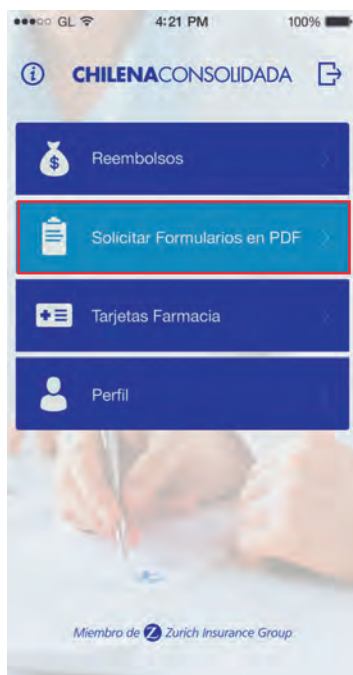 GL 4:21 PM 100%
CHILENACONSOLIDADA
Reembolsos
Solicitar Formularios en PDF
Tarjetas Farmacia
Perfil
Miembro de Zurich Insurance Group